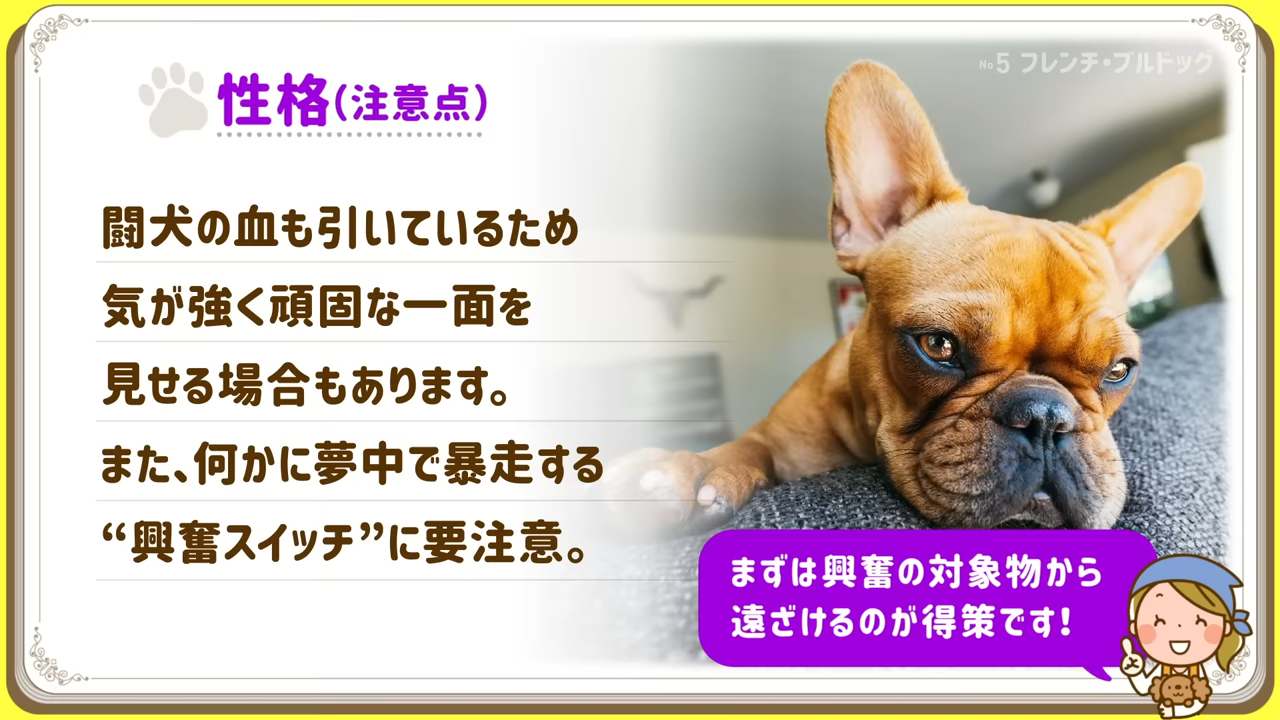 No 5 フレンチ・ブルドッグ
性格(注意点)
闘犬の血も引いているため
気が強く頑固な一面を
見せる場合もあります。
また、何かに夢中で暴走する
“興奮スイッチ”に要注意。
まずは興奮の対象物から
遠ざけるのが得策です!